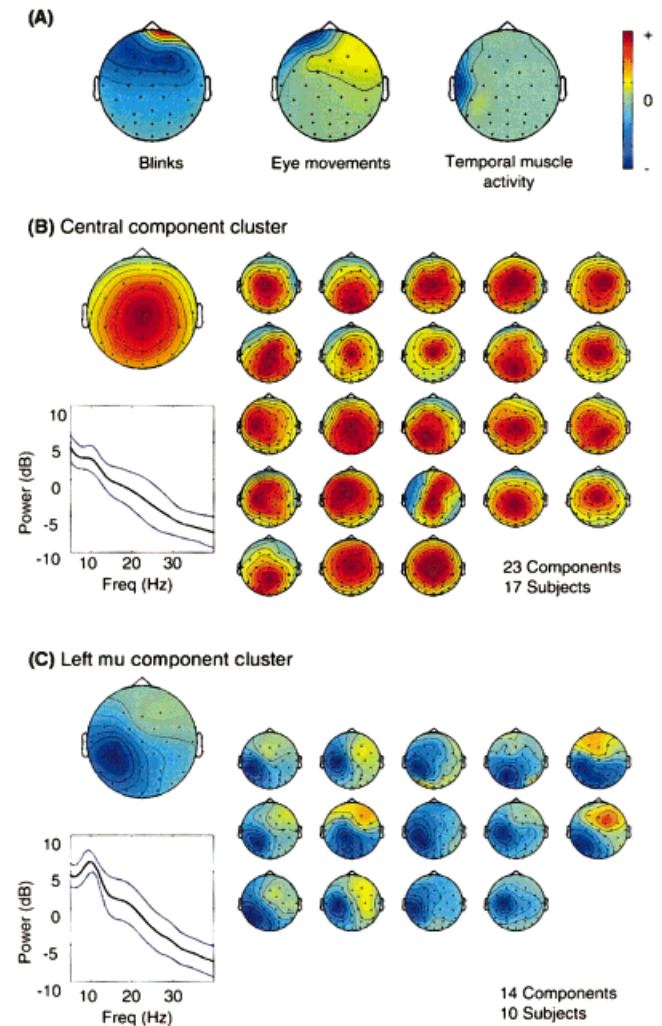 (A)
+
0
-
Blinks
Eye movements
Temporal muscle
activity
(B) Central component cluster
10
5
0
-5
-10
Power (dB)
10 20 30
Freq (Hz)
23 Components
17 Subjects
(C) Left mu component cluster
10
5
0
-5
-10
Power (dB)
10 20 30
Freq (Hz)
14 Components
10 Subjects